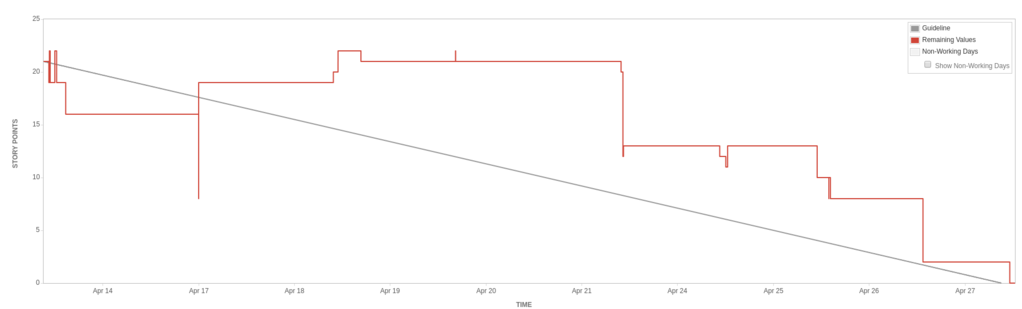 25
20
15
10
5
0
STORY POINTS
Guideline
Remaining Values
Non-Working Days
Show Non-Working Days
Apr 14 Apr 17 Apr 18 Apr 19 Apr 20 Apr 21 Apr 24 Apr 25 Apr 26 Apr 27
TIME